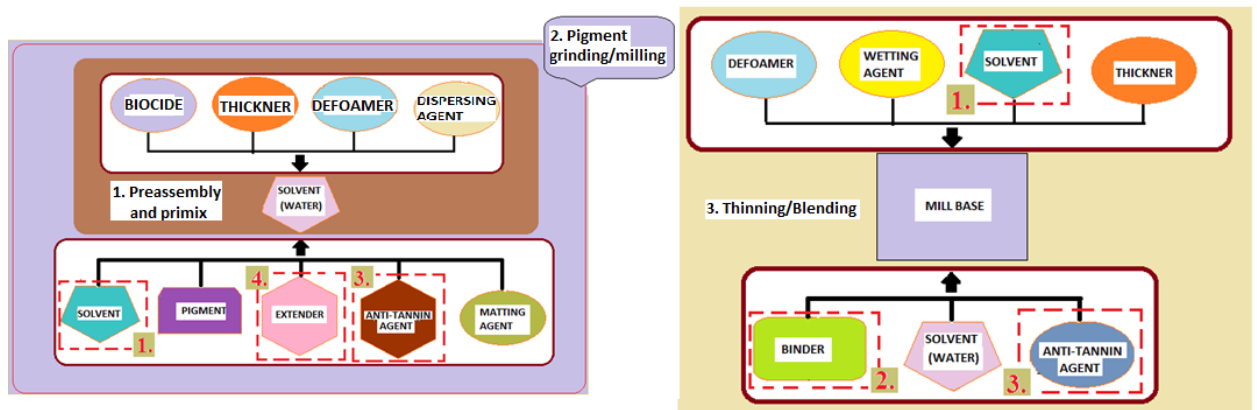 2. Pigment
grinding/milling
BIOCIDE
THICKNER
DEFOAMER
DISPERSING
AGENT
1. Preassembly
and primix
SOLVENT
(WATER)
SOLVENT
1.
PIGMENT
4.
EXTENDER
3.
ANTI-TANNIN
AGENT
MATTING
AGENT
DEFOAMER
WETTING
AGENT
SOLVENT
1.
THICKNER
3. Thinning/Blending
MILL BASE
BINDER
2.
SOLVENT
(WATER)
3.
ANTI-TANNIN
AGENT